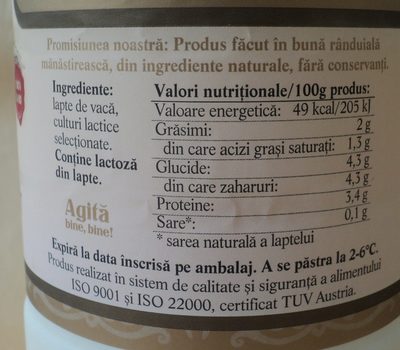 Promisiunea noastră: Produs făcut în bună rânduială
mănăstirească, din ingrediente naturale, fără conservanți.
Ingrediente:
lapte de vacă,
culturi lactice
selecționate.
Conține lactoză
din lapte.
Agită
bine, bine!
Valori nutriționale/100g produs:
Valoare energetică: 49 kcal/205 kJ
Grăsimi: 2 g
din care acizi grași saturați: 1,3 g
Glucide: 4,3 g
din care zaharuri: 4,3 g
Proteine: 3,4 g
Sare*: 0,1 g
* sarea naturală a laptelui
Expiră la data înscrisă pe ambalaj. A se păstra la 2-6°C.
Produs realizat în sistem de calitate și siguranță a alimentului
ISO 9001 și ISO 22000, certificat TUV Austria.